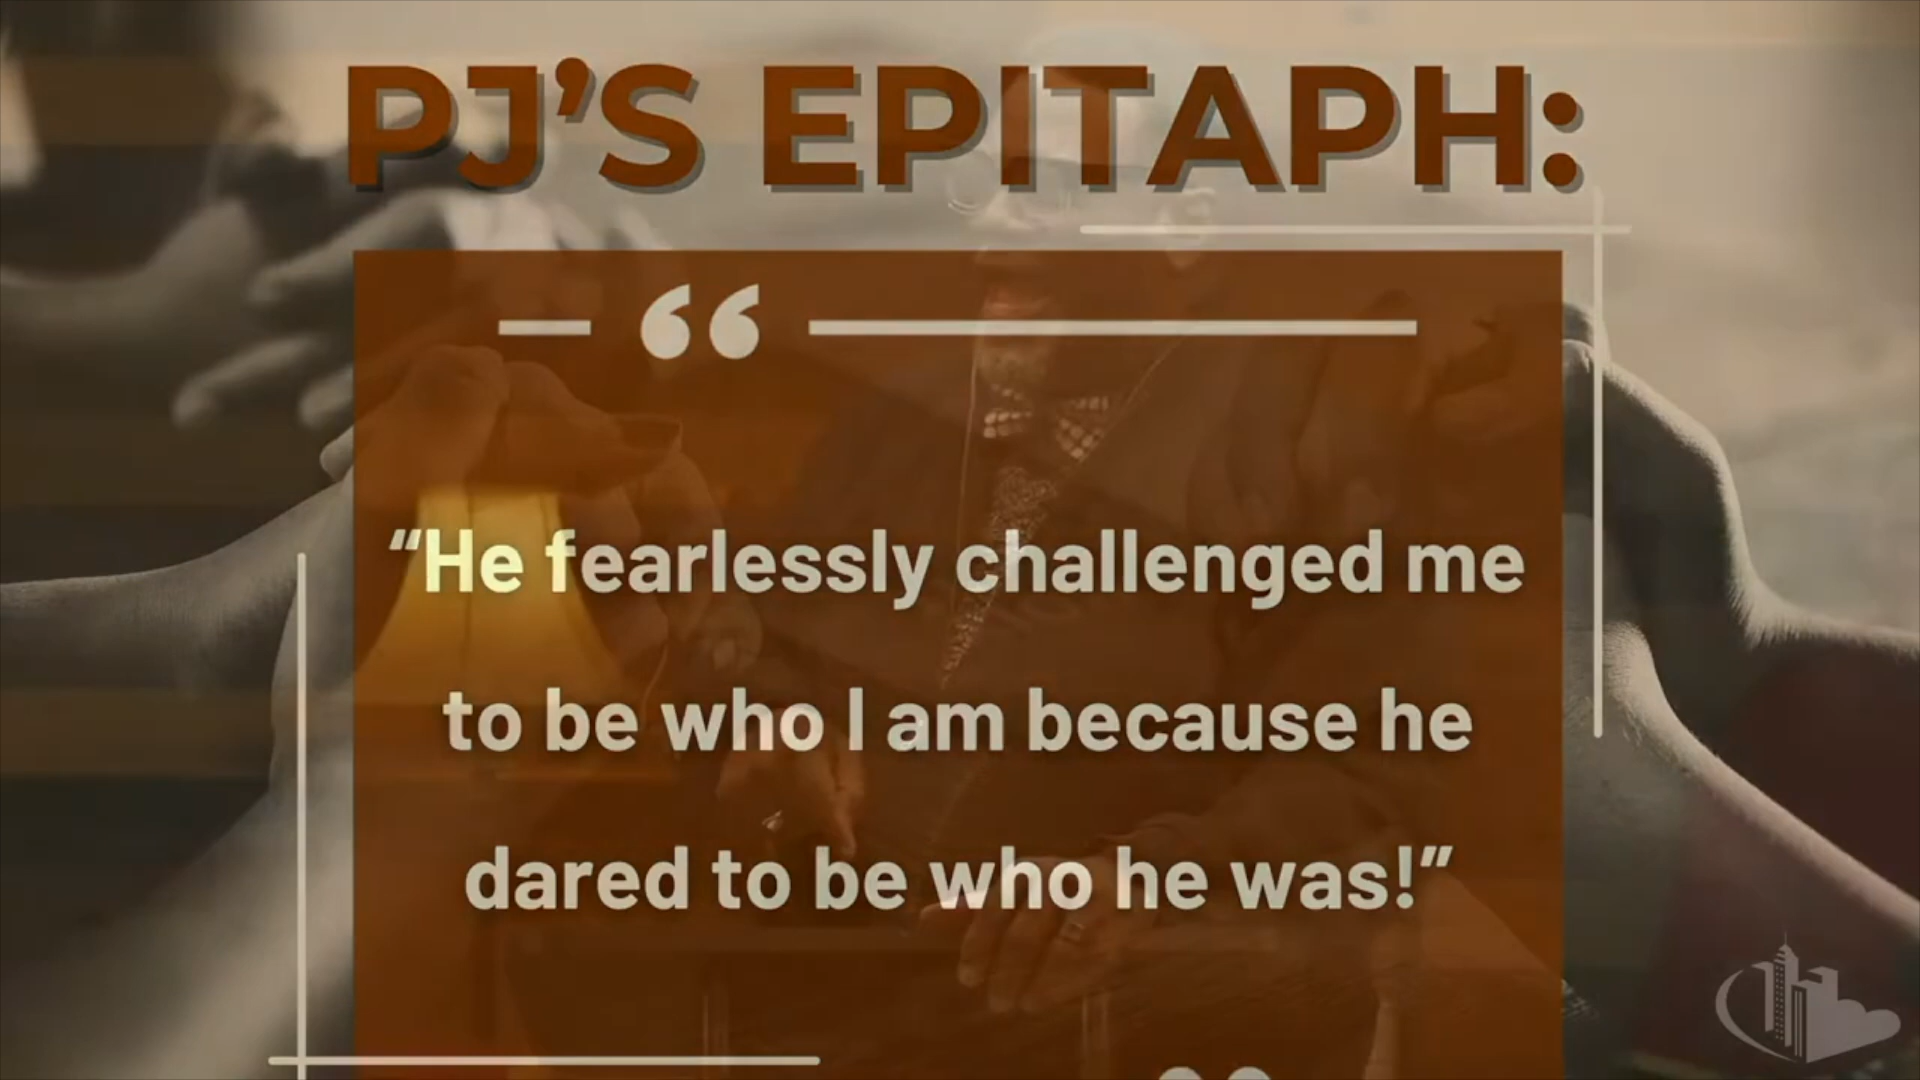 PJ’S EPITAPH:
“
“He fearlessly challenged me
to be who I am because he
dared to be who he was!”